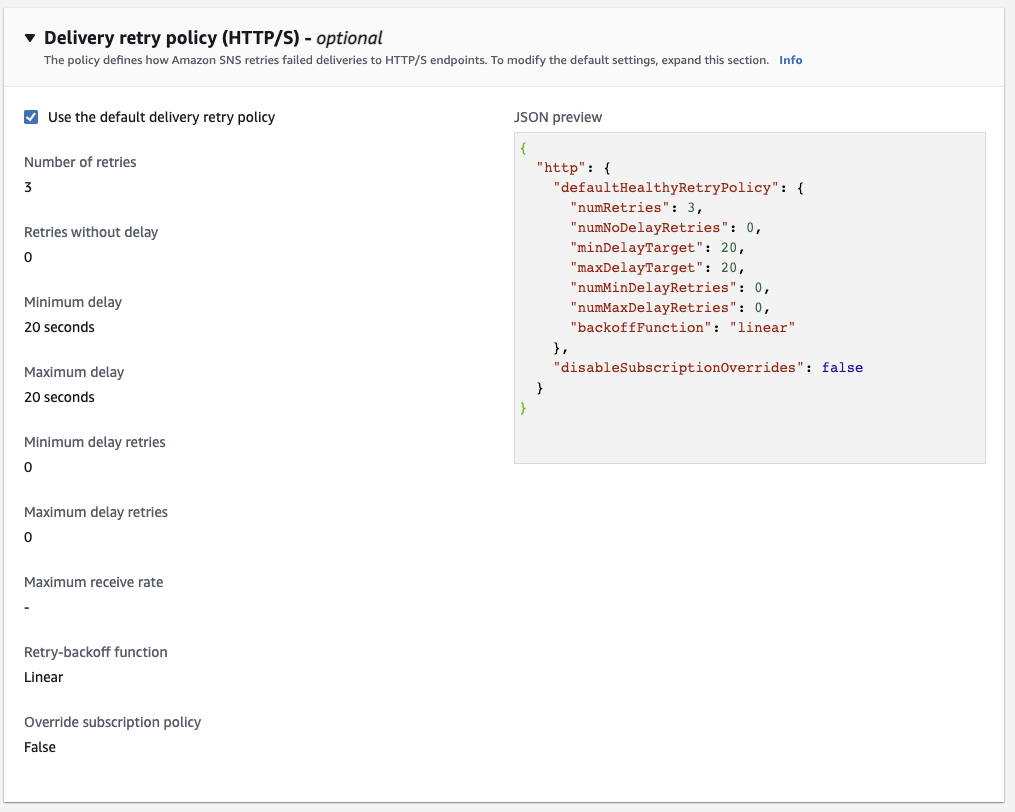 Delivery retry policy (HTTP/S) - optional
The policy defines how Amazon SNS retries failed deliveries to HTTP/S endpoints. To modify the default settings, expand this section. Info
Use the default delivery retry policy
Number of retries
3
Retries without delay
0
Minimum delay
20 seconds
Maximum delay
20 seconds
Minimum delay retries
0
Maximum delay retries
0
Maximum receive rate
-
Retry-backoff function
Linear
Override subscription policy
False
JSON preview
{
  "http": {
    "defaultHealthyRetryPolicy": {
      "numRetries": 3,
      "numNoDelayRetries": 0,
      "minDelayTarget": 20,
      "maxDelayTarget": 20,
      "numMinDelayRetries": 0,
      "numMaxDelayRetries": 0,
      "backoffFunction": "linear"
    },
    "disableSubscriptionOverrides": false
  }
}